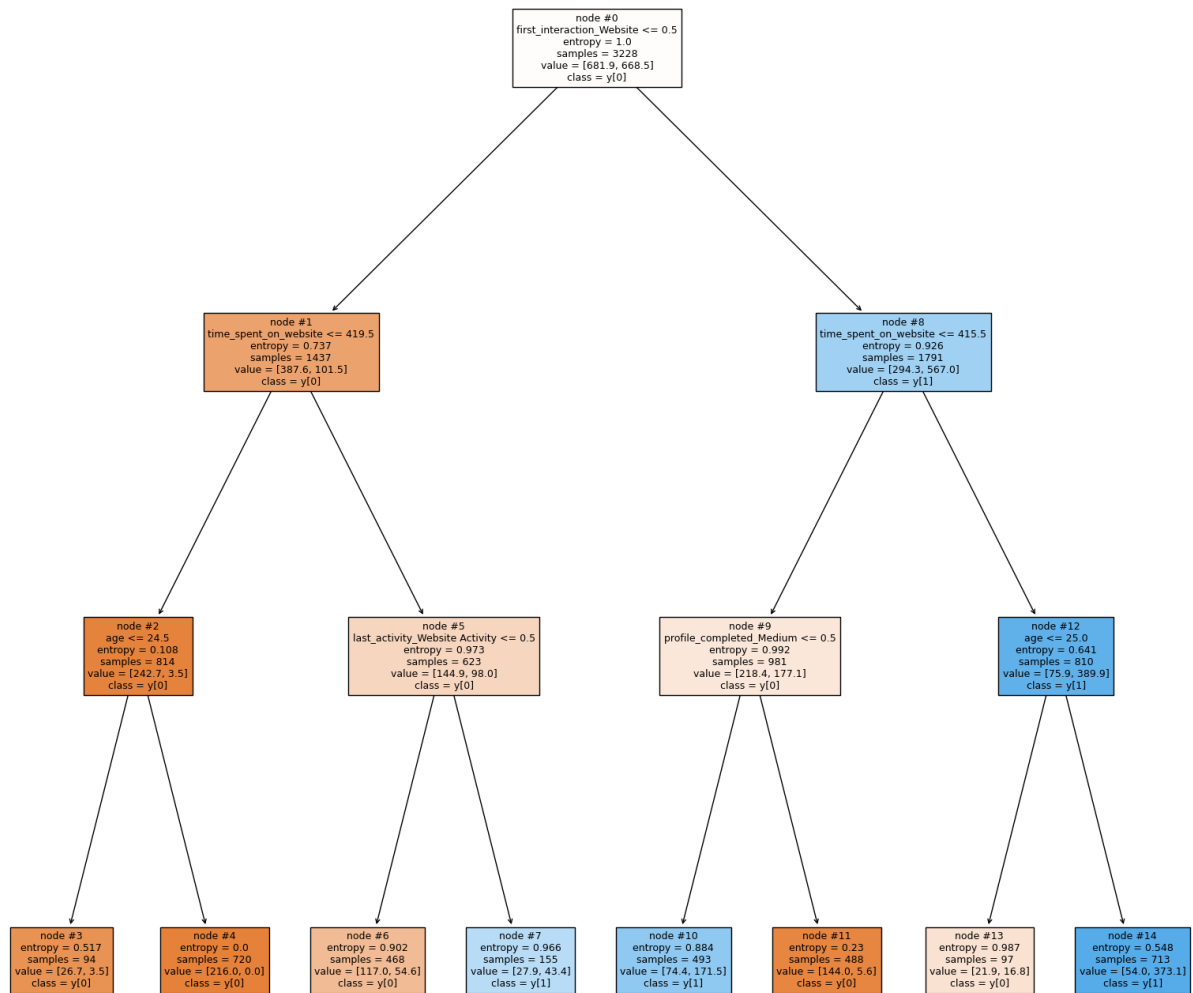 node #0
first_interaction_Website <= 0.5
entropy = 1.0
samples = 3228
value = [681.9, 668.5]
class = y[0]
node #1
time_spent_on_website <= 419.5
entropy = 0.737
samples = 1437
value = [387.6, 101.5]
class = y[0]
node #8
time_spent_on_website <= 415.5
entropy = 0.926
samples = 1791
value = [294.3, 567.0]
class = y[1]
node #2
age <= 24.5
entropy = 0.108
samples = 814
value = [242.7, 3.5]
class = y[0]
node #5
last_activity_Website Activity <= 0.5
entropy = 0.973
samples = 623
value = [144.9, 98.0]
class = y[0]
node #9
profile_completed_Medium <= 0.5
entropy = 0.992
samples = 981
value = [218.4, 177.1]
class = y[0]
node #12
age <= 25.0
entropy = 0.641
samples = 810
value = [75.9, 389.9]
class = y[1]
node #3
entropy = 0.517
samples = 94
value = [26.7, 3.5]
class = y[0]
node #4
entropy = 0.0
samples = 720
value = [216.0, 0.0]
class = y[0]
node #6
entropy = 0.902
samples = 468
value = [117.0, 54.6]
class = y[0]
node #7
entropy = 0.966
samples = 155
value = [27.9, 43.4]
class = y[1]
node #10
entropy = 0.884
samples = 493
value = [74.4, 171.5]
class = y[1]
node #11
entropy = 0.23
samples = 488
value = [144.0, 5.6]
class = y[0]
node #13
entropy = 0.987
samples = 97
value = [21.9, 16.8]
class = y[0]
node #14
entropy = 0.548
samples = 713
value = [54.0, 373.1]
class = y[1]